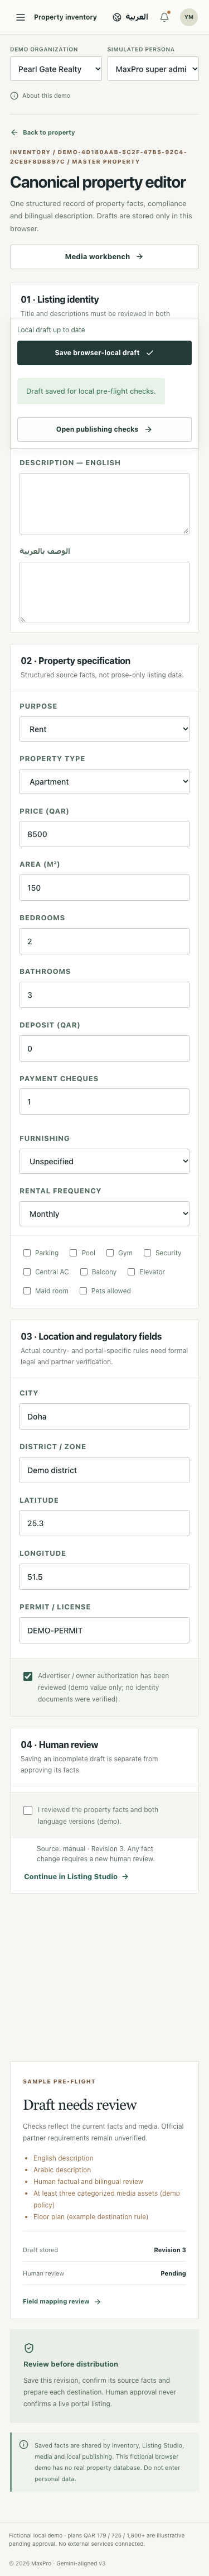 Property inventory
العربية
YM
DEMO ORGANIZATION
SIMULATED PERSONA
Pearl Gate Realty
MaxPro super admi
About this demo
Back to property
INVENTORY / DEMO-4D180AAB-5C2F-47B5-92C4-
2CEBFBDB897C / MASTER PROPERTY
Canonical property editor
One structured record of property facts, compliance
and bilingual description. Drafts are stored only in this
browser.
Media workbench
01 · Listing identity
Title and descriptions must be reviewed in both
Local draft up to date
Save browser-local draft
Draft saved for local pre-flight checks.
Open publishing checks
DESCRIPTION — ENGLISH
الوصف بالعربية
02 · Property specification
Structured source facts, not prose-only listing data.
PURPOSE
Rent
PROPERTY TYPE
Apartment
PRICE (QAR)
8500
AREA (M²)
150
BEDROOMS
2
BATHROOMS
3
DEPOSIT (QAR)
0
PAYMENT CHEQUES
1
FURNISHING
Unspecified
RENTAL FREQUENCY
Monthly
Parking
Pool
Gym
Security
Central AC
Balcony
Elevator
Maid room
Pets allowed
03 · Location and regulatory fields
Actual country- and portal-specific rules need formal
legal and partner verification.
CITY
Doha
DISTRICT / ZONE
Demo district
LATITUDE
25.3
LONGITUDE
51.5
PERMIT / LICENSE
DEMO-PERMIT
Advertiser / owner authorization has been
reviewed (demo value only; no identity
documents were verified).
04 · Human review
Saving an incomplete draft is separate from
approving its facts.
I reviewed the property facts and both
language versions (demo).
Source: manual · Revision 3. Any fact
change requires a new human review.
Continue in Listing Studio
SAMPLE PRE-FLIGHT
Draft needs review
Checks reflect the current facts and media. Official
partner requirements remain unverified.
English description
Arabic description
Human factual and bilingual review
At least three categorized media assets (demo
policy)
Floor plan (example destination rule)
Draft stored
Revision 3
Human review
Pending
Field mapping review
Review before distribution
Save this revision, confirm its source facts and
prepare each destination. Human approval never
confirms a live portal listing.
Saved facts are shared by inventory, Listing Studio,
media and local publishing. This fictional browser
demo has no real property database. Do not enter
personal data.
Fictional local demo · plans QAR 179 / 725 / 1,800+ are illustrative
pending approval. No external services connected.
© 2026 MaxPro · Gemini-aligned v3